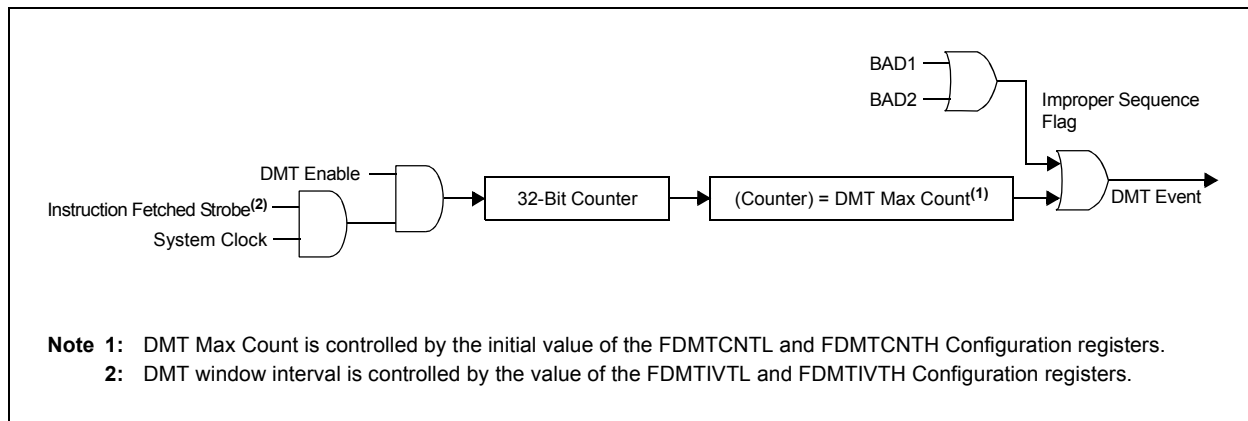 BAD1
BAD2
Improper Sequence
Flag
DMT Enable
Instruction Fetched Strobe(2)
System Clock
32-Bit Counter
(Counter) = DMT Max Count(1)
DMT Event
Note 1: DMT Max Count is controlled by the initial value of the FDMTCNTL and FDMTCNTH Configuration registers.
2: DMT window interval is controlled by the value of the FDMTIVTL and FDMTIVTH Configuration registers.